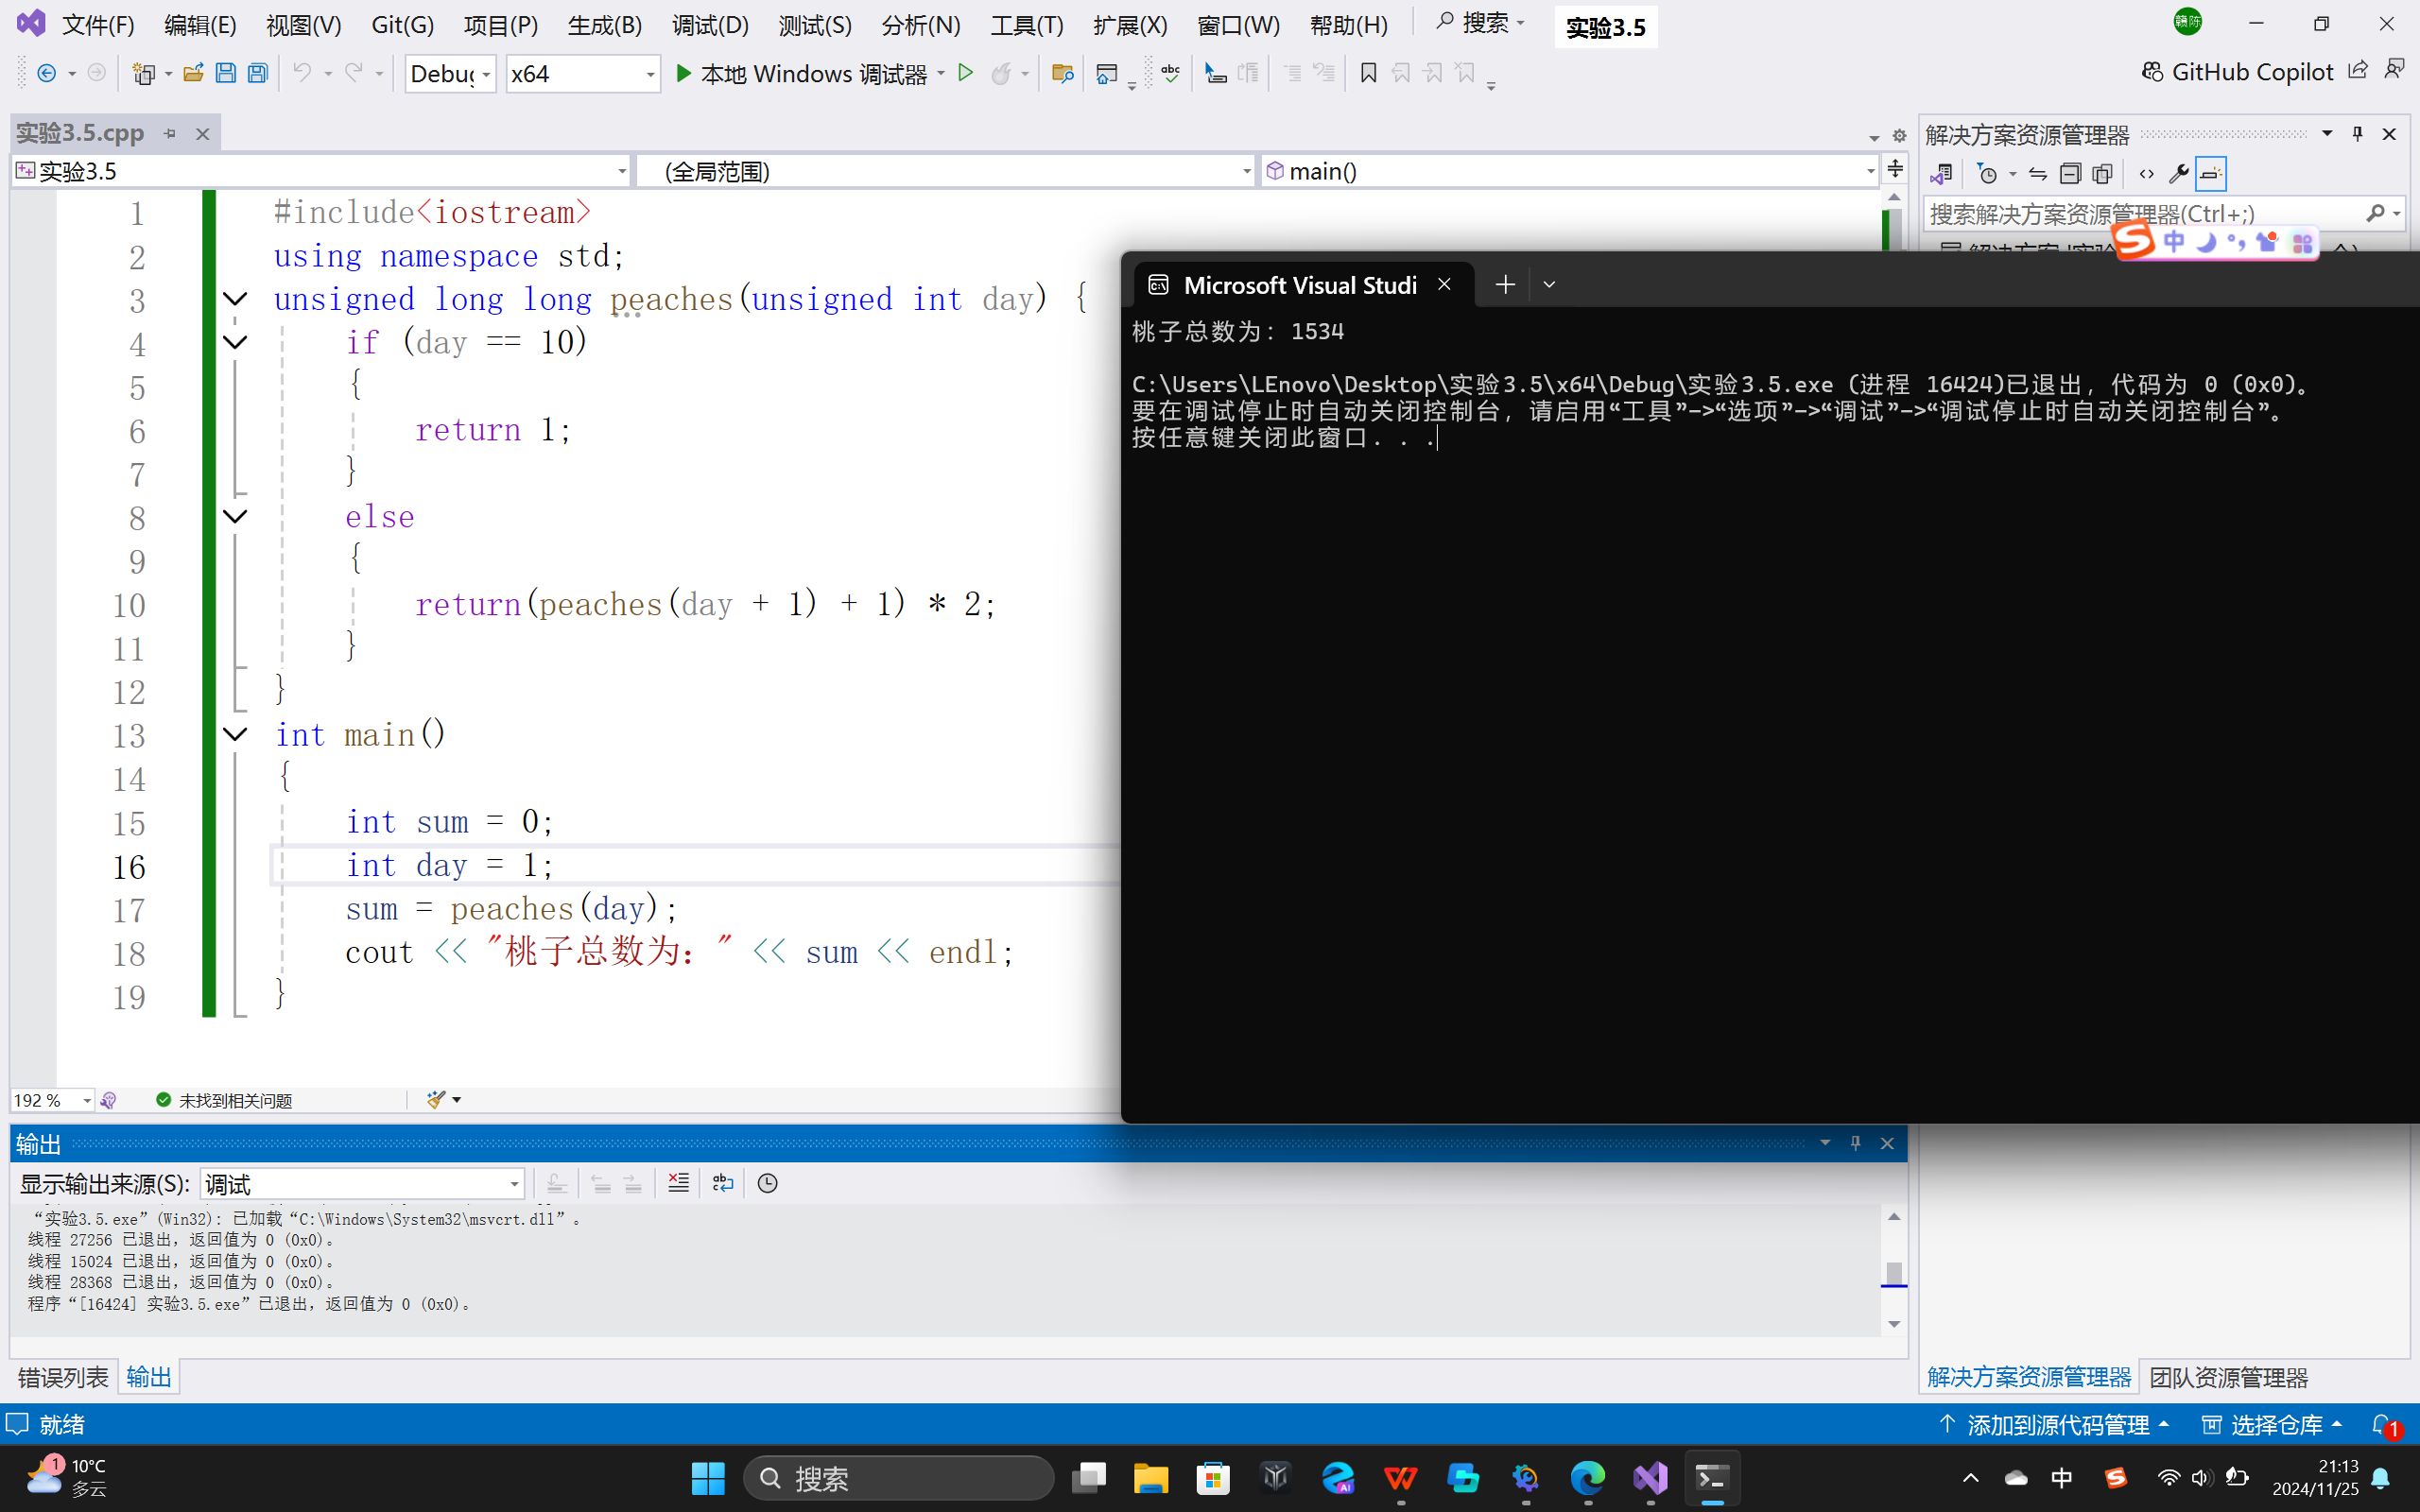 文件(F) 编辑(E) 视图(V) Git(G) 项目(P) 生成(B) 调试(D) 测试(S) 分析(N) 工具(T) 扩展(X) 窗口(W) 帮助(H) 搜索 实验3.5
x64 本地 Windows 调试器 GitHub Copilot
实验3.5.cpp
实验3.5 (全局范围) main()
1 #include<iostream>
2 using namespace std;
3 unsigned long long peaches(unsigned int day) {
4 if (day == 10)
5 {
6 return 1;
7 }
8 else
9 {
10 return(peaches(day + 1) + 1) * 2;
11 }
12 }
13 int main()
14 {
15 int sum = 0;
16 int day = 1;
17 sum = peaches(day);
18 cout << "桃子总数为：" << sum << endl;
19 }
192 % 未找到相关问题
解决方案资源管理器
搜索解决方案资源管理器(Ctrl+;)
中
Microsoft Visual Studi
桃子总数为：1534
C:\Users\LEnovo\Desktop\实验3.5\x64\Debug\实验3.5.exe (进程 16424)已退出，代码为 0 (0x0)。
要在调试停止时自动关闭控制台，请启用“工具”->“选项”->“调试”->“调试停止时自动关闭控制台”。
按任意键关闭此窗口. . .
输出
显示输出来源(S): 调试
“实验3.5.exe”(Win32): 已加载“C:\Windows\System32\msvcrt.dll”。
线程 27256 已退出，返回值为 0 (0x0)。
线程 15024 已退出，返回值为 0 (0x0)。
线程 28368 已退出，返回值为 0 (0x0)。
程序“[16424] 实验3.5.exe”已退出，返回值为 0 (0x0)。
错误列表 输出
解决方案资源管理器 团队资源管理器
就绪 添加到源代码管理 选择仓库 1
1 10°C
多云
搜索
中
21:13
2024/11/25